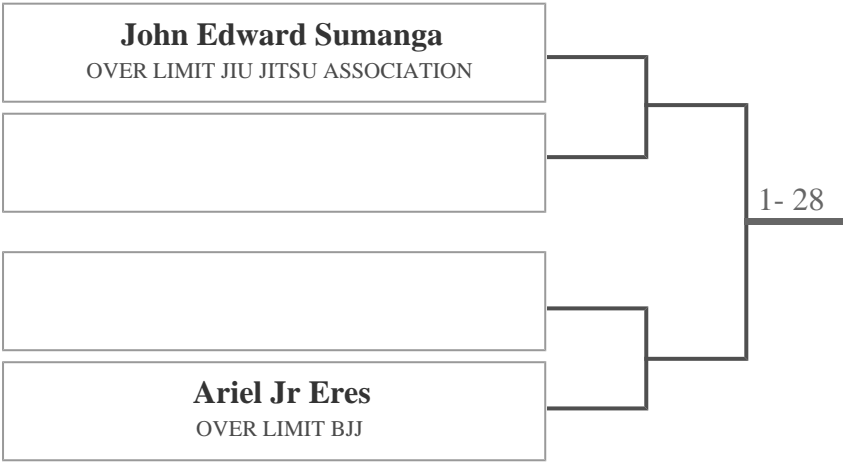 John Edward Sumanga
OVER LIMIT JIU JITSU ASSOCIATION
1- 28
Ariel Jr Eres
OVER LIMIT BJJ